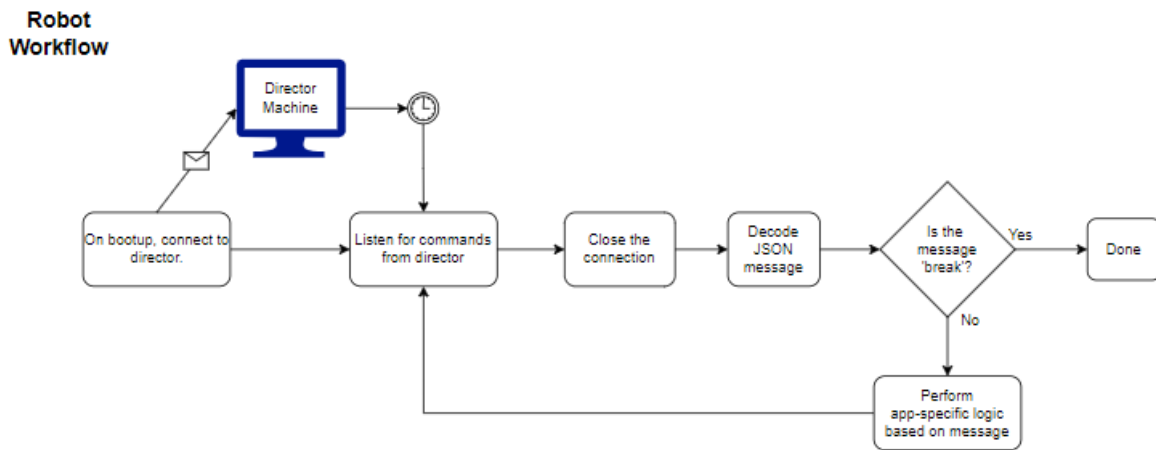 Robot
Workflow
Director
Machine
On bootup, connect to
director.
Listen for commands
from director
Close the
connection
Decode
JSON
message
Is the
message
'break'?
Yes
Done
No
Perform
app-specific logic
based on message